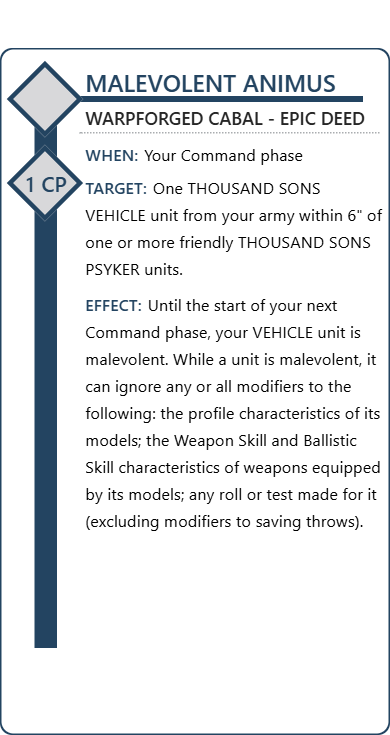 MALEVOLENT ANIMUS
WARPFORGED CABAL - EPIC DEED
WHEN: Your Command phase
1 CP
TARGET: One THOUSAND SONS
VEHICLE unit from your army within 6" of
one or more friendly THOUSAND SONS
PSYKER units.
EFFECT: Until the start of your next
Command phase, your VEHICLE unit is
malevolent. While a unit is malevolent, it
can ignore any or all modifiers to the
following: the profile characteristics of its
models; the Weapon Skill and Ballistic
Skill characteristics of weapons equipped
by its models; any roll or test made for it
(excluding modifiers to saving throws).